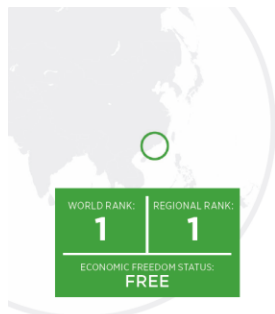 WORLD RANK: REGIONAL RANK:
1 1
ECONOMIC FREEDOM STATUS:
FREE